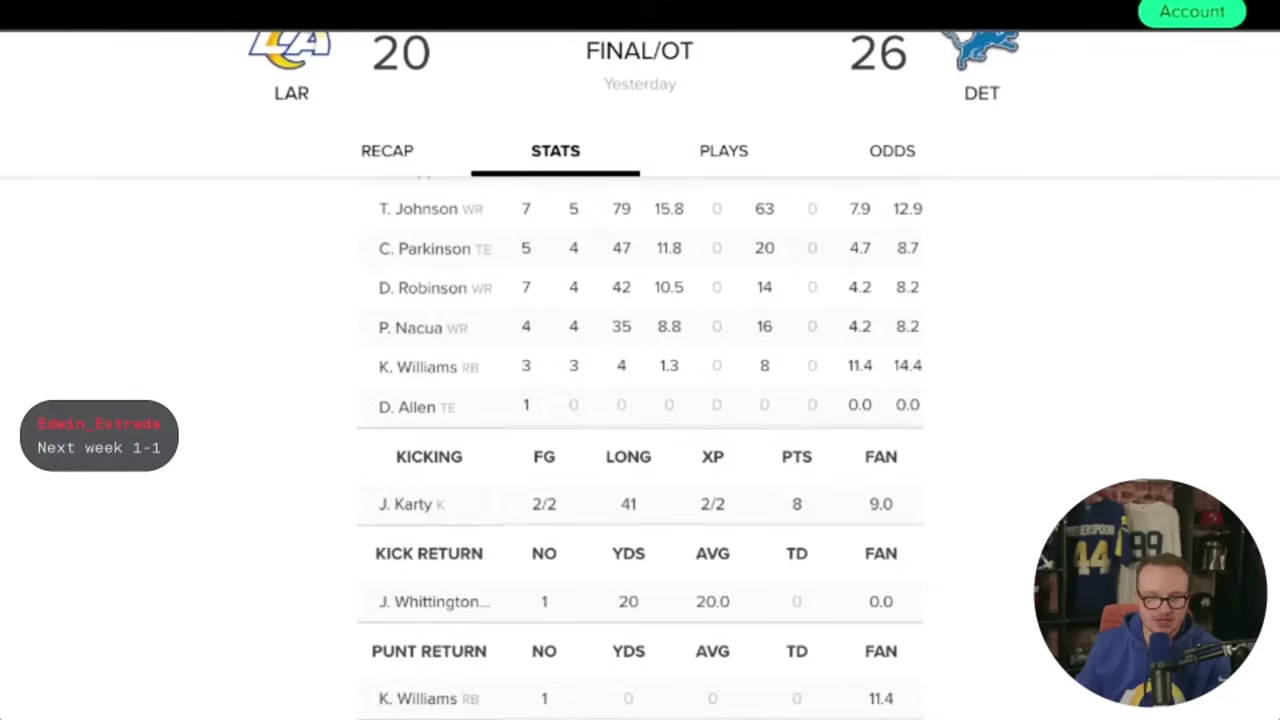 Account
LA
20 FINAL/OT 26
Yesterday
LAR DET
RECAP STATS PLAYS ODDS
T. Johnson WR 7 5 79 15.8 0 63 0 7.9 12.9
C. Parkinson TE 5 4 47 11.8 0 20 0 4.7 8.7
D. Robinson WR 7 4 42 10.5 0 14 0 4.2 8.2
P. Nacua WR 4 4 35 8.8 0 16 0 4.2 8.2
K. Williams RB 3 3 4 1.3 0 8 0 11.4 14.4
D. Allen TE 1 0 0 0 0 0 0 0.0 0.0
KICKING FG LONG XP PTS FAN
J. Karty K 2/2 41 2/2 8 9.0
KICK RETURN NO YDS AVG TD FAN
J. Whittington... 1 20 20.0 0 0.0
PUNT RETURN NO YDS AVG TD FAN
K. Williams RB 1 0 0 0 11.4
Edwin_Estrada
Next week 1-1
44
99